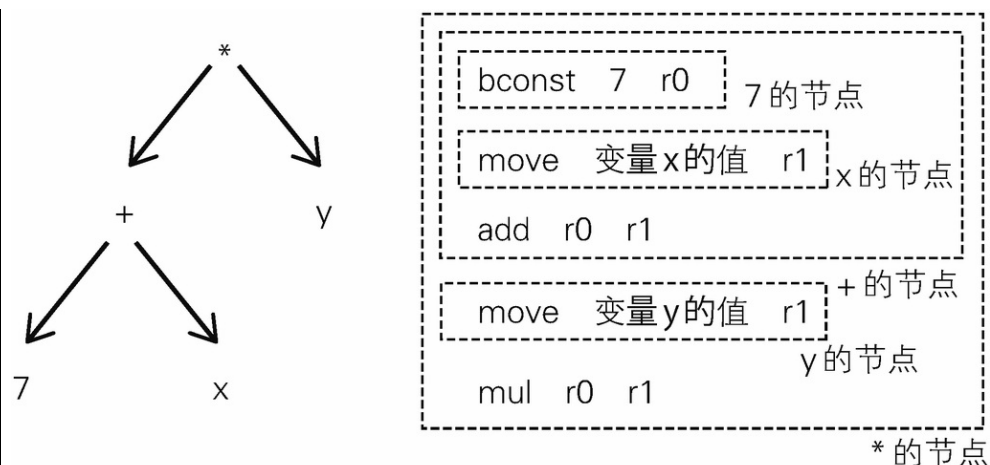 *
+
y
7
x
bconst 7 r0
7的节点
move 变量x的值 r1
x的节点
add r0 r1
+的节点
move 变量y的值 r1
y的节点
mul r0 r1
*的节点